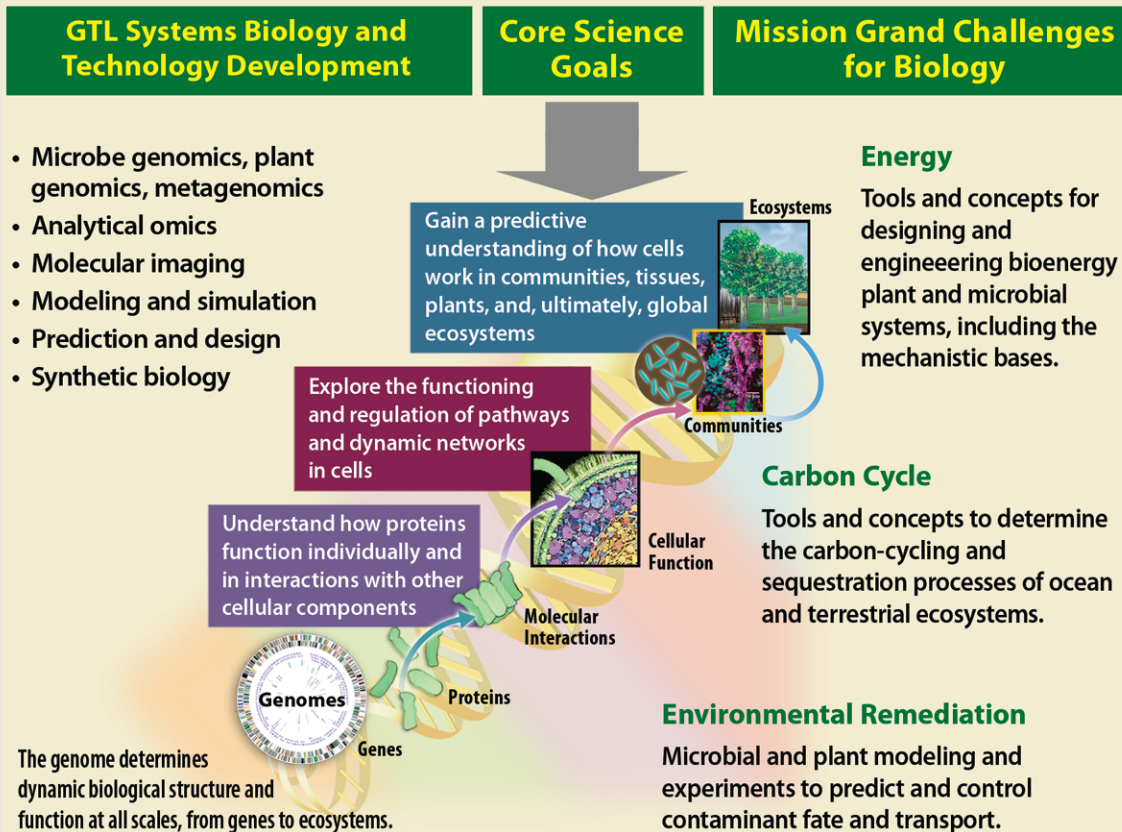 GTL Systems Biology and
Technology Development
Core Science
Goals
Mission Grand Challenges
for Biology
• Microbe genomics, plant
genomics, metagenomics
• Analytical omics
• Molecular imaging
• Modeling and simulation
• Prediction and design
• Synthetic biology
Gain a predictive
understanding of how cells
work in communities, tissues,
plants, and, ultimately, global
ecosystems
Ecosystems
Explore the functioning
and regulation of pathways
and dynamic networks
in cells
Communities
Understand how proteins
function individually and
in interactions with other
cellular components
Cellular
Function
Molecular
Interactions
Proteins
Genomes
Genes
The genome determines
dynamic biological structure and
function at all scales, from genes to ecosystems.
Energy
Tools and concepts for
designing and
engineeering bioenergy
plant and microbial
systems, including the
mechanistic bases.
Carbon Cycle
Tools and concepts to determine
the carbon-cycling and
sequestration processes of ocean
and terrestrial ecosystems.
Environmental Remediation
Microbial and plant modeling and
experiments to predict and control
contaminant fate and transport.